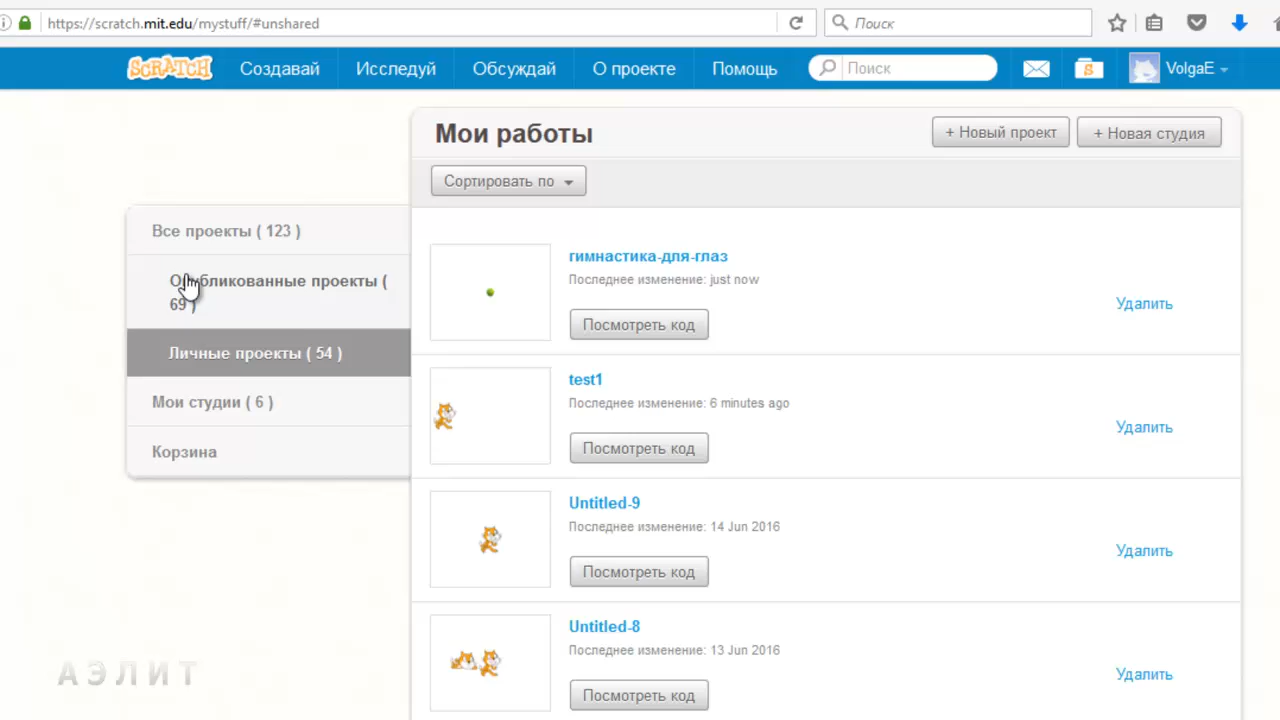 https://scratch.mit.edu/mystuff/#unshared
Поиск
SCRATCH
Создавай
Исследуй
Обсуждай
О проекте
Помощь
Поиск
VolgaE
Мои работы
+ Новый проект
+ Новая студия
Сортировать по
Все проекты ( 123 )
Опубликованные проекты (
69 )
Личные проекты ( 54 )
Мои студии ( 6 )
Корзина
гимнастика-для-глаз
Последнее изменение: just now
Посмотреть код
Удалить
test1
Последнее изменение: 6 minutes ago
Посмотреть код
Удалить
Untitled-9
Последнее изменение: 14 Jun 2016
Посмотреть код
Удалить
Untitled-8
Последнее изменение: 13 Jun 2016
Посмотреть код
Удалить
АЭЛИТ